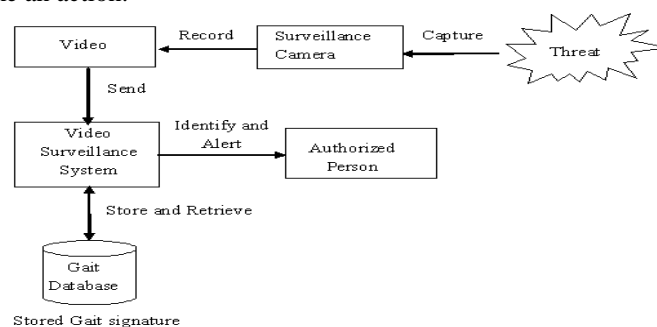 an action.
Video
Record
Surveillance
Camera
Capture
Threat
Send
Video
Surveillance
System
Identify and
Alert
Authorized
Person
Store and Retrieve
Gait
Database
Stored Gait signature